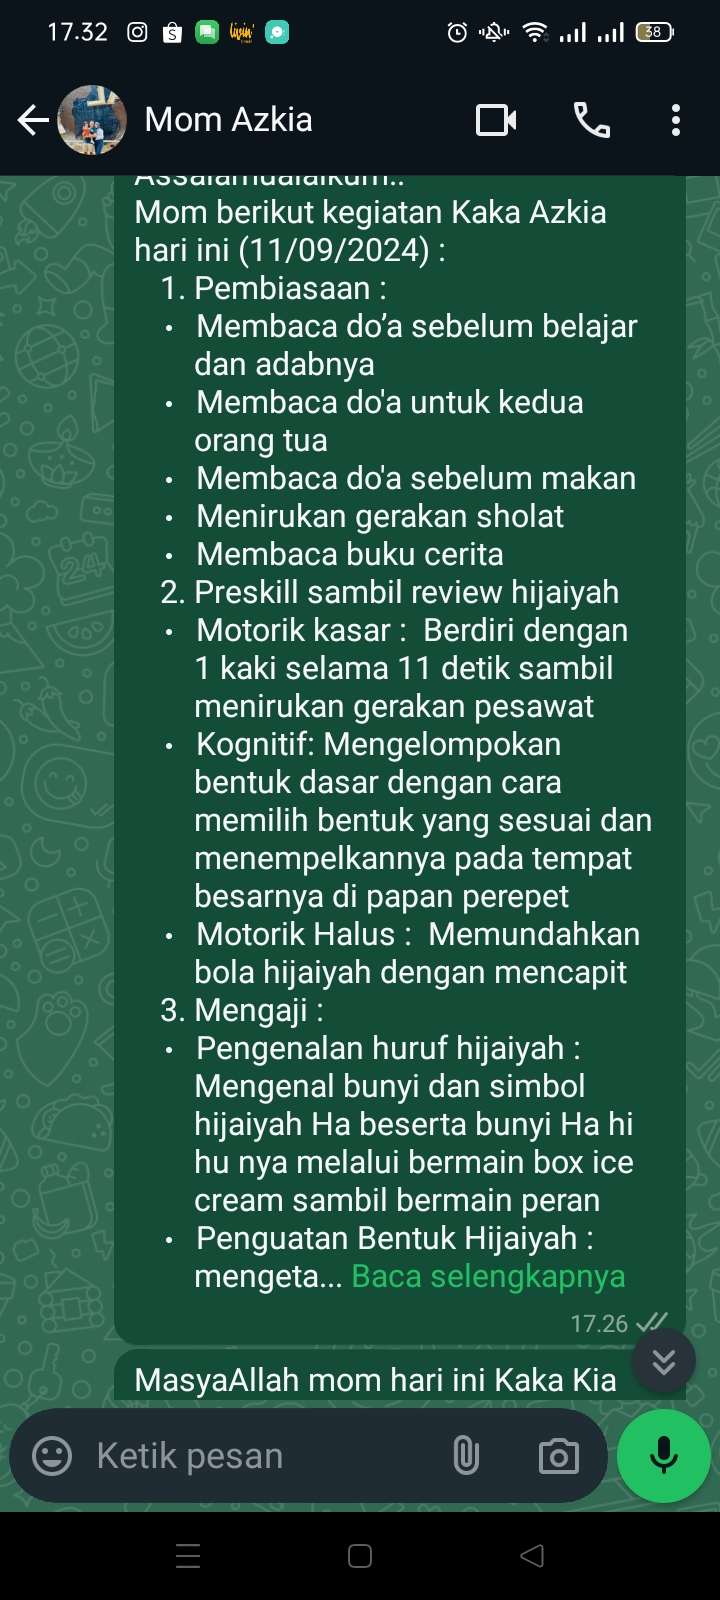 17.32
38
Mom Azkia
Assalamualaikum..
Mom berikut kegiatan Kaka Azkia
hari ini (11/09/2024) :
1. Pembiasaan :
• Membaca do’a sebelum belajar
dan adabnya
• Membaca do'a untuk kedua
orang tua
• Membaca do'a sebelum makan
• Menirukan gerakan sholat
• Membaca buku cerita
2. Preskill sambil review hijaiyah
• Motorik kasar : Berdiri dengan
1 kaki selama 11 detik sambil
menirukan gerakan pesawat
• Kognitif: Mengelompokan
bentuk dasar dengan cara
memilih bentuk yang sesuai dan
menempelkannya pada tempat
besarnya di papan perepet
• Motorik Halus : Memundahkan
bola hijaiyah dengan mencapit
3. Mengaji :
• Pengenalan huruf hijaiyah :
Mengenal bunyi dan simbol
hijaiyah Ha beserta bunyi Ha hi
hu nya melalui bermain box ice
cream sambil bermain peran
• Penguatan Bentuk Hijaiyah :
mengeta... Baca selengkapnya
17.26
MasyaAllah mom hari ini Kaka Kia
Ketik pesan